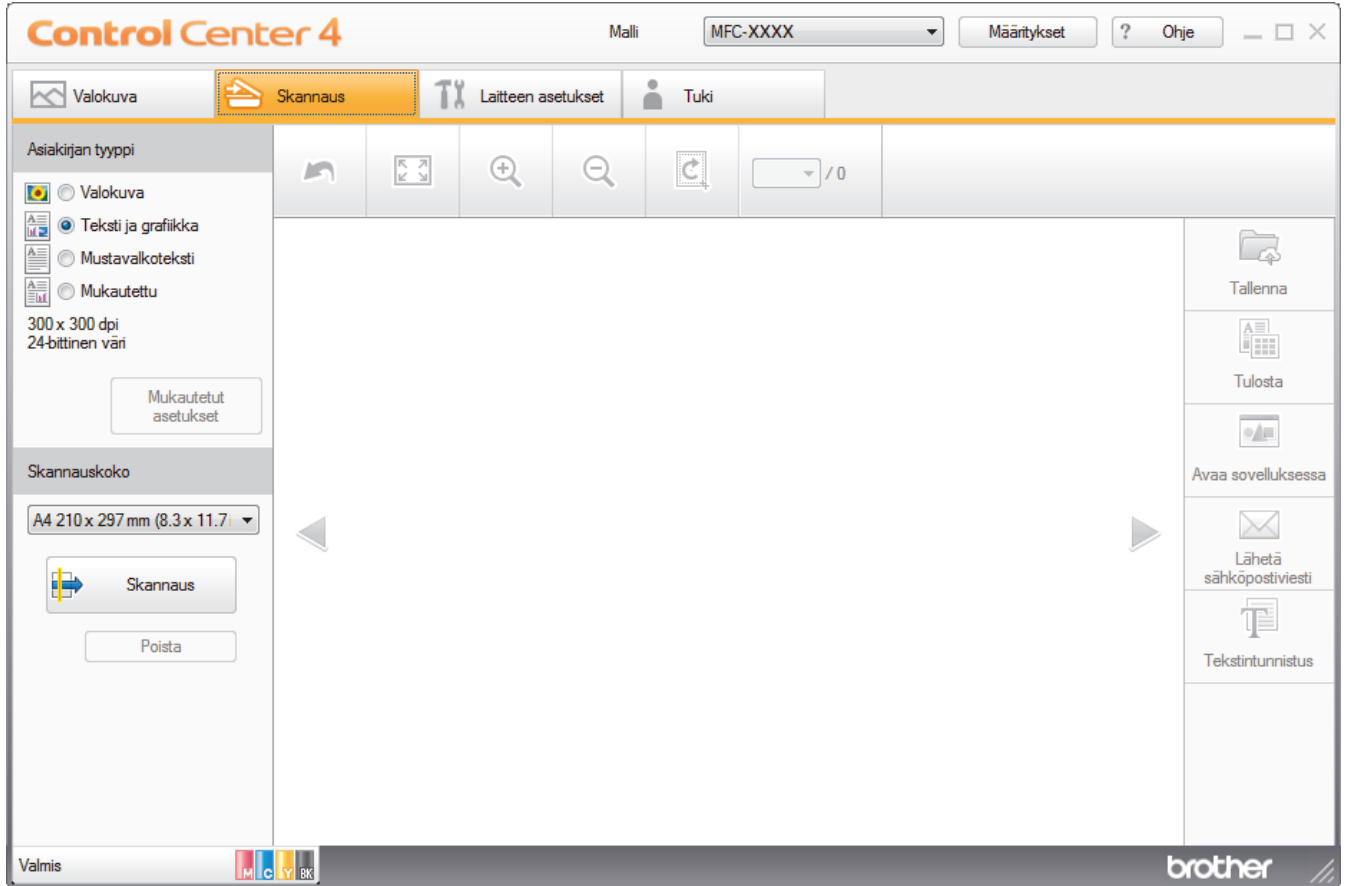 Control Center 4
Malli
MFC-XXXX
Määritykset
? Ohje
Valokuva
Skannaus
Laitteen asetukset
Tuki
Asiakirjan tyyppi
Valokuva
Teksti ja grafiikka
Mustavalkoteksti
Mukautettu
300 x 300 dpi
24-bittinen väri
Mukautetut
asetukset
Skannauskoko
A4 210 x 297 mm (8.3 x 11.7
Skannaus
Poista
/ 0
Tallenna
Tulosta
Avaa sovelluksessa
Lähetä
sähköpostiviesti
Tekstintunnistus
Valmis
M C Y BK
brother